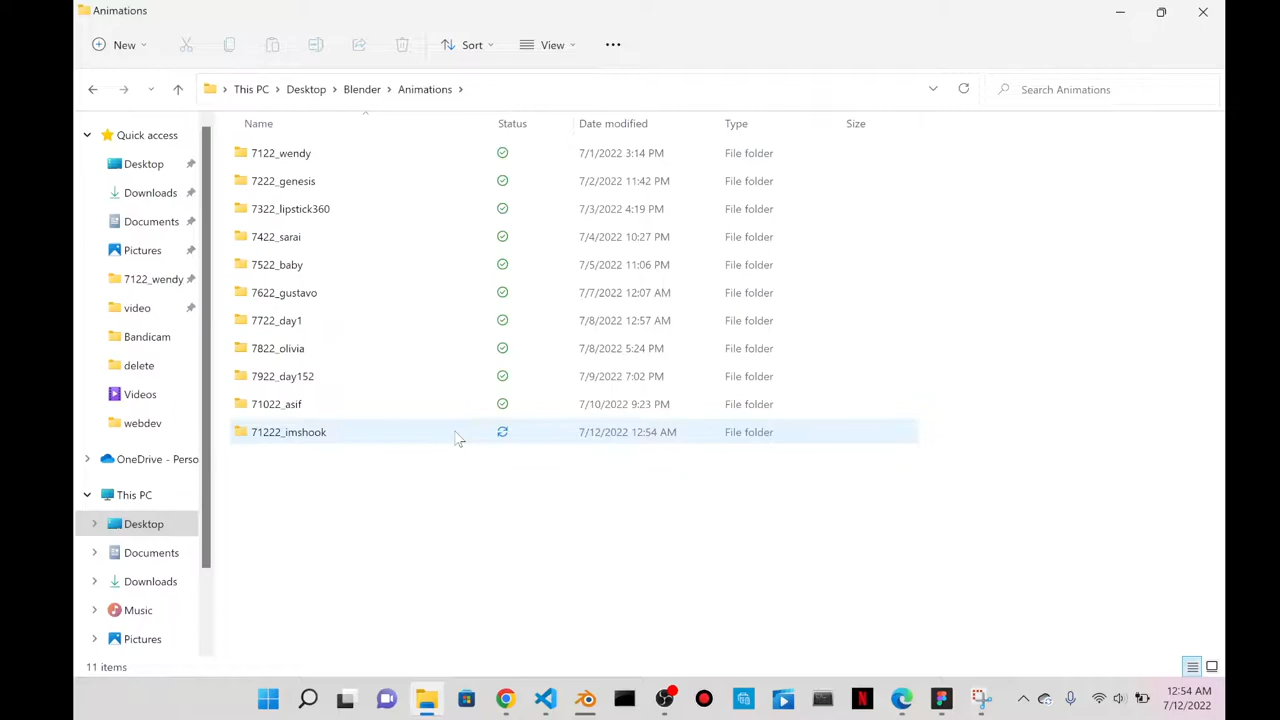 Animations
New
Sort
View
This PC > Desktop > Blender > Animations >
Search Animations
Name Status Date modified Type Size
7122_wendy 7/1/2022 3:14 PM File folder
7222_genesis 7/2/2022 11:42 PM File folder
7322_lipstick360 7/3/2022 4:19 PM File folder
7422_sarai 7/4/2022 10:27 PM File folder
7522_baby 7/5/2022 11:06 PM File folder
7622_gustavo 7/7/2022 12:07 AM File folder
7722_day1 7/8/2022 12:57 AM File folder
7822_olivia 7/8/2022 5:24 PM File folder
7922_day152 7/9/2022 7:02 PM File folder
71022_asif 7/10/2022 9:23 PM File folder
71222_imshook 7/12/2022 12:54 AM File folder
Quick access
Desktop
Downloads
Documents
Pictures
7122_wendy
video
Bandicam
delete
Videos
webdev
OneDrive - Perso
This PC
Desktop
Documents
Downloads
Music
Pictures
11 items
12:54 AM
7/12/2022